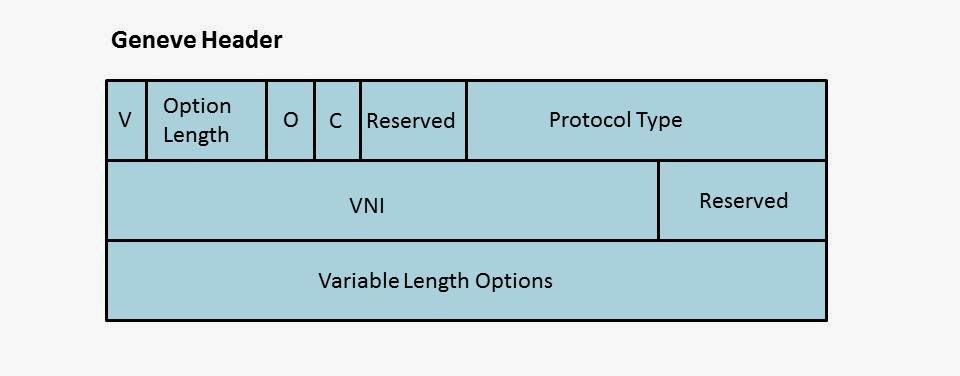 Geneve Header
V
Option
Length
O
C
Reserved
Protocol Type
VNI
Reserved
Variable Length Options